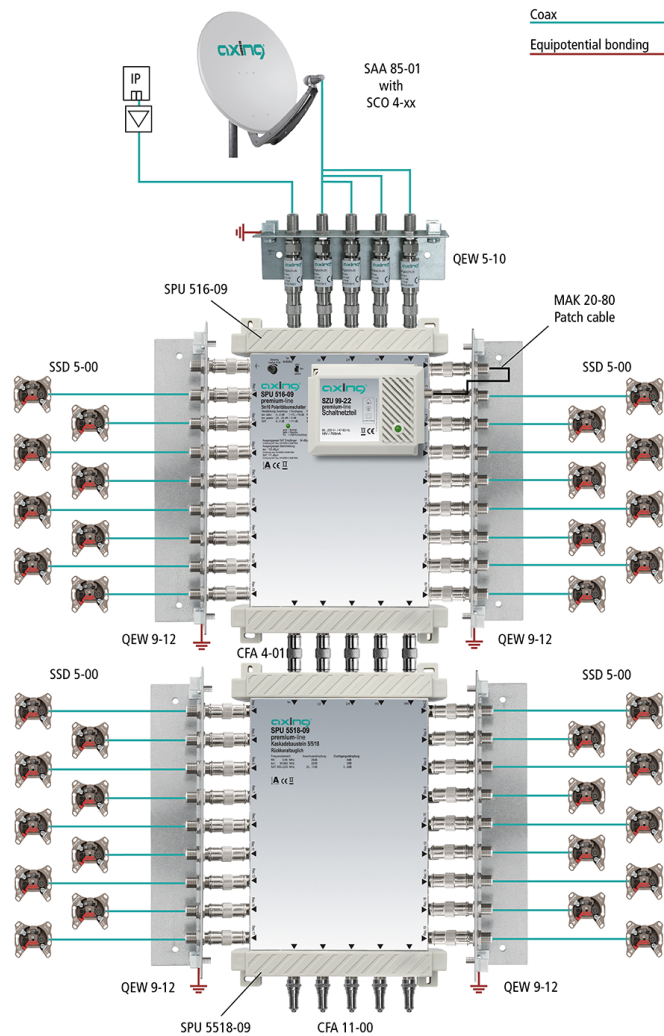 Coax
Equipotential bonding
axing
SAA 85-01
with
SCO 4-xx
IP
QEW 5-10
SPU 516-09
MAK 20-80
Patch cable
SSD 5-00
SSD 5-00
axing
SPU 516-09
premium-line
axing
SZU 99-22
premium-line
Schaltnetzteil
QEW 9-12
QEW 9-12
CFA 4-01
SSD 5-00
SSD 5-00
axing
SPU 5518-09
premium-line
Kaskadebaustein 5/5/18
Rückkanaltauglich
QEW 9-12
QEW 9-12
SPU 5518-09
CFA 11-00